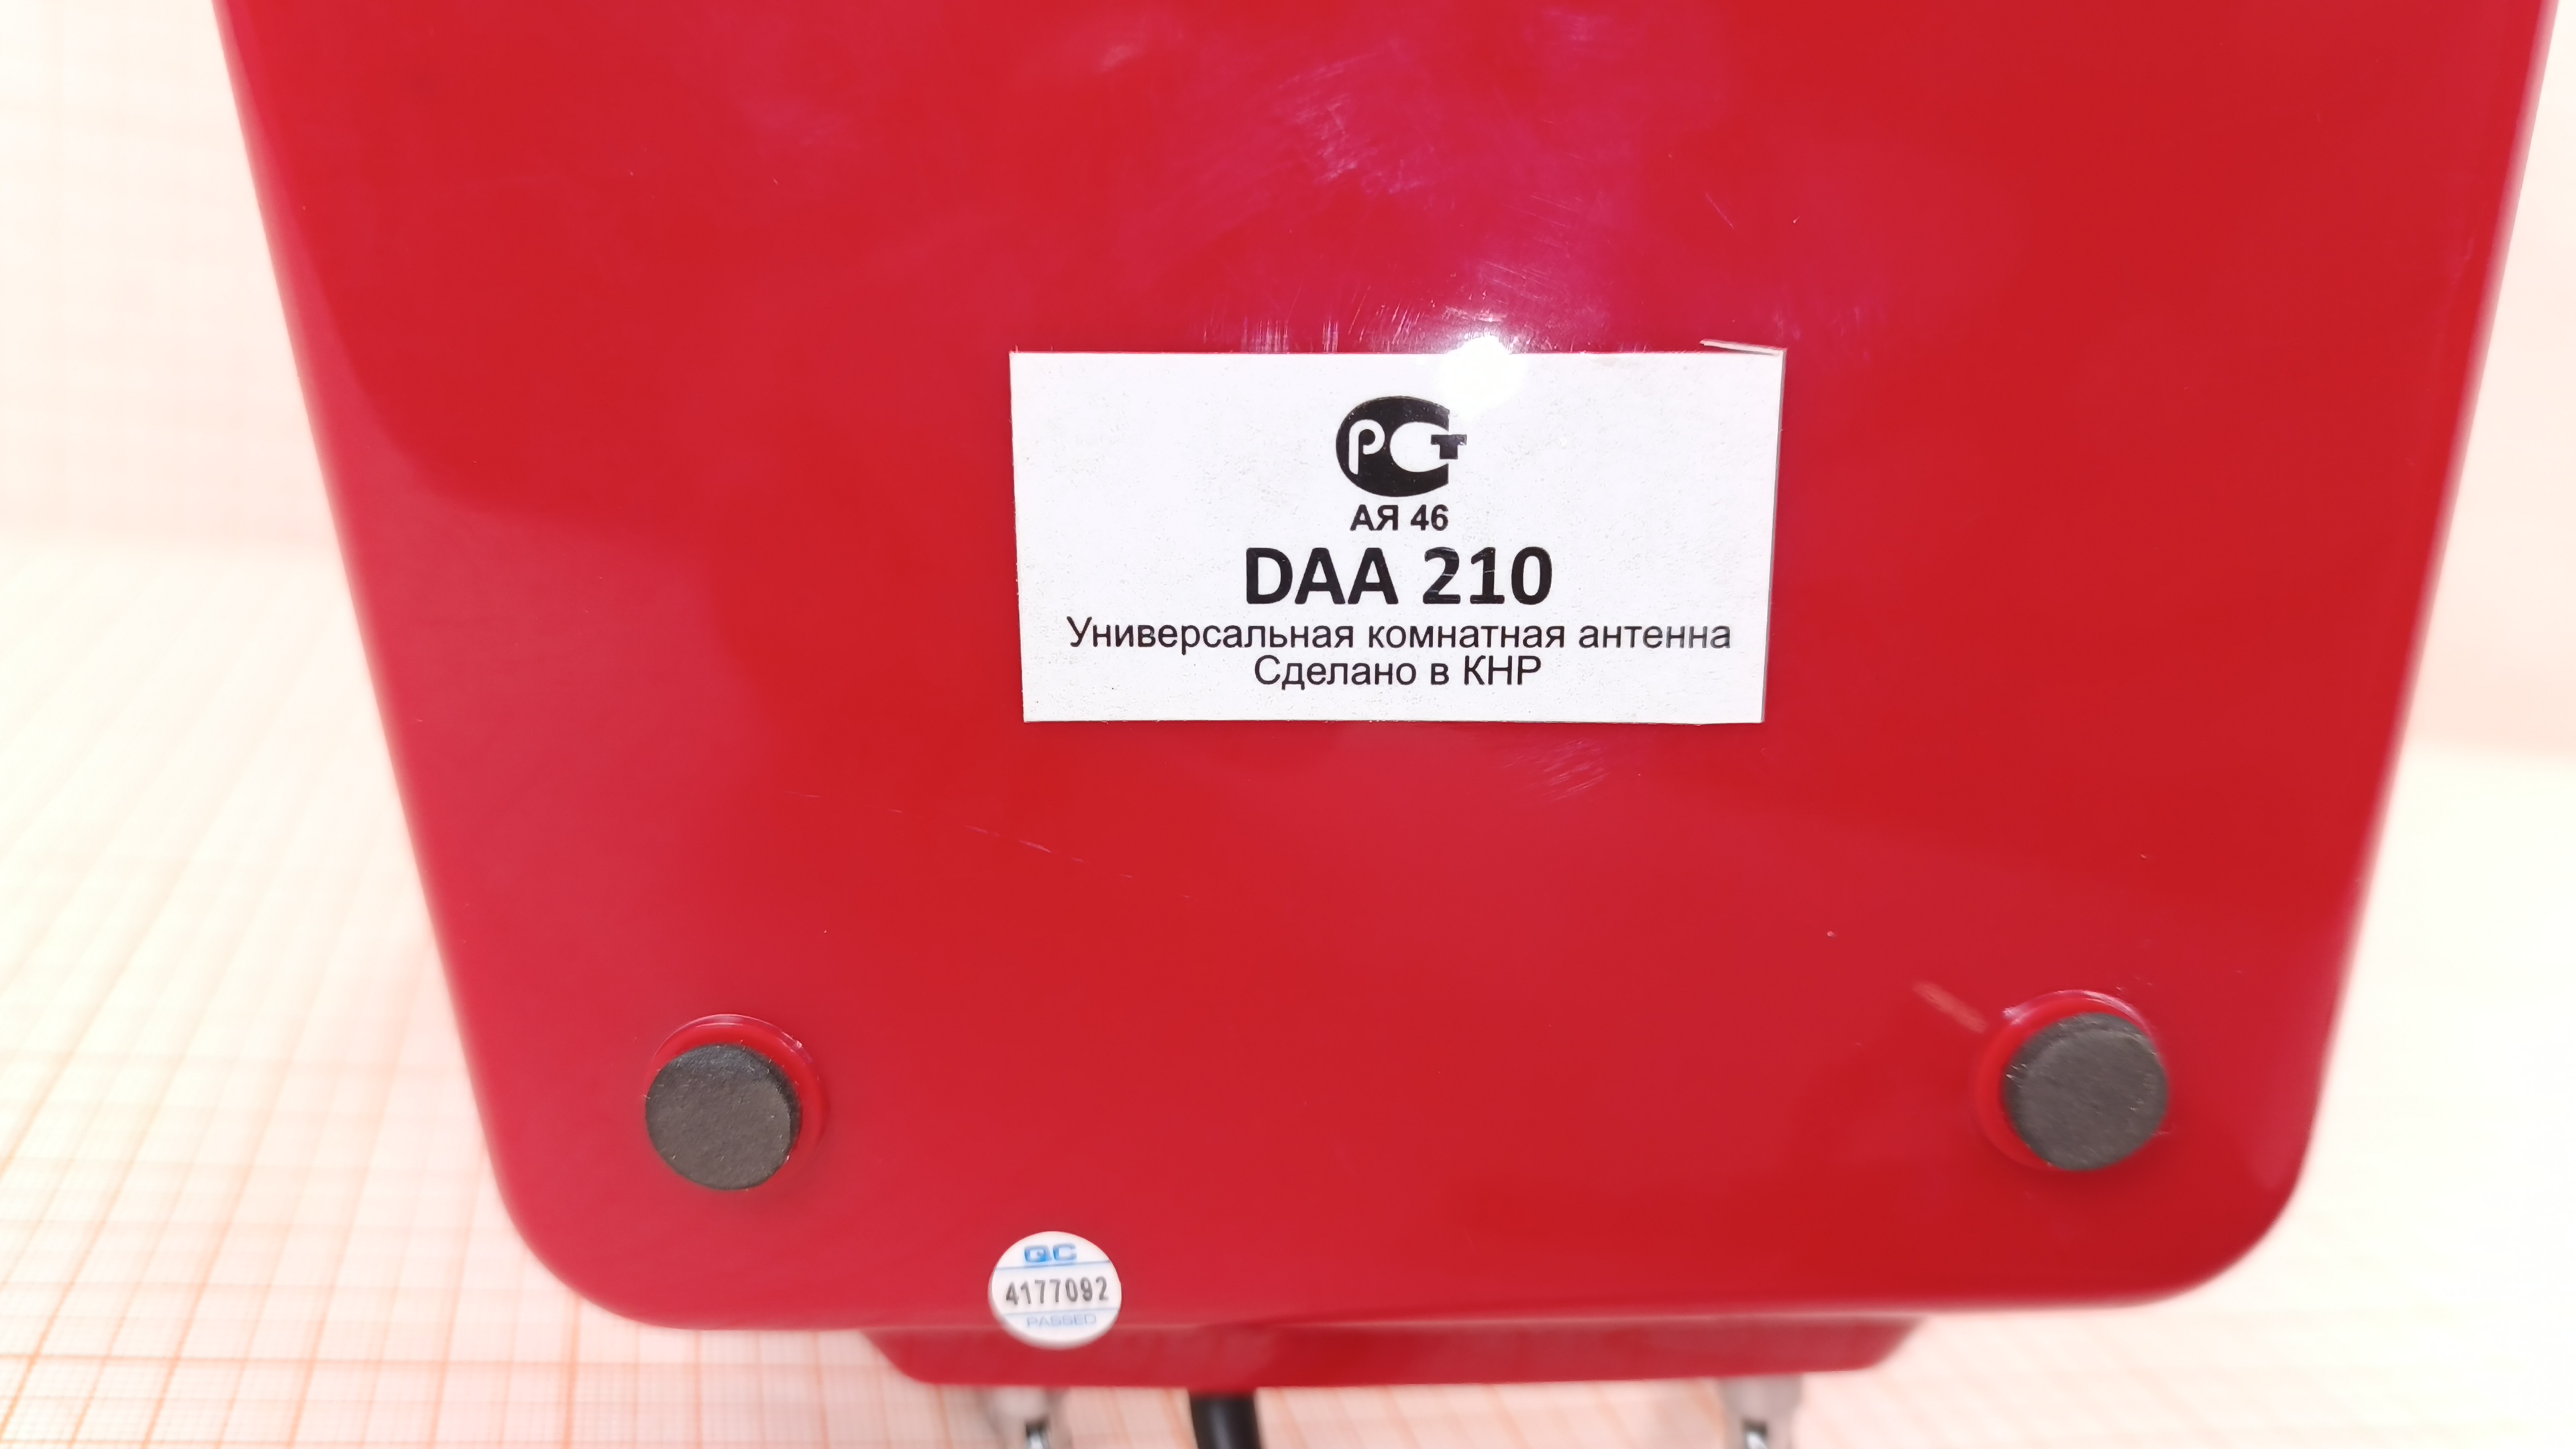 РСТ
АЯ 46
DAA 210
Универсальная комнатная антенна
Сделано в КНР
QC
4177092
PASSED